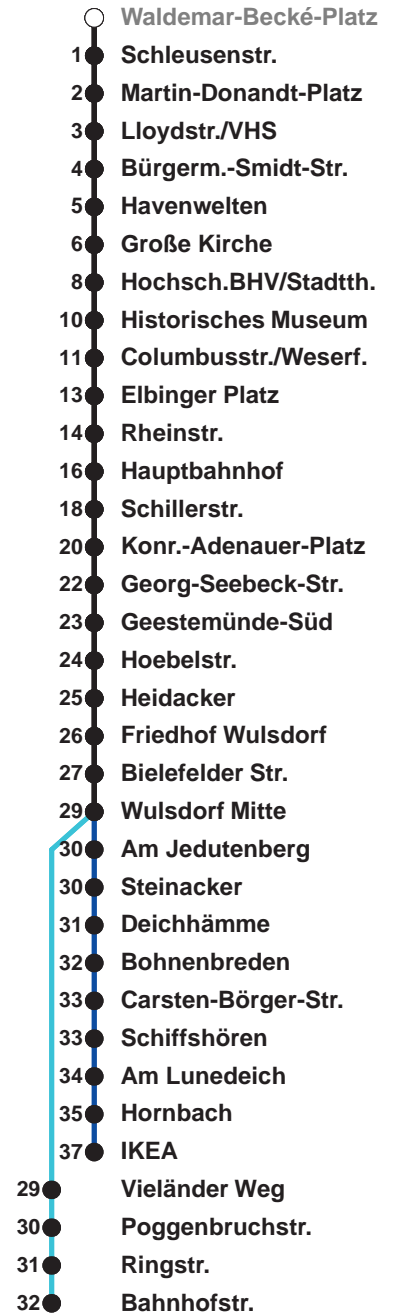 Waldemar-Becké-Platz
1 Schleusenstr.
2 Martin-Donandt-Platz
3 Lloydstr./VHS
4 Bürgerm.-Smidt-Str.
5 Havenwelten
6 Große Kirche
8 Hochsch.BHV/Stadtth.
10 Historisches Museum
11 Columbusstr./Weserf.
13 Elbinger Platz
14 Rheinstr.
16 Hauptbahnhof
18 Schillerstr.
20 Konr.-Adenauer-Platz
22 Georg-Seebeck-Str.
23 Geestemünde-Süd
24 Hoebelstr.
25 Heidacker
26 Friedhof Wulsdorf
27 Bielefelder Str.
29 Wulsdorf Mitte
30 Am Jedutenberg
30 Steinacker
31 Deichhämme
32 Bohnenbreden
33 Carsten-Börger-Str.
33 Schiffshören
34 Am Lunedeich
35 Hornbach
37 IKEA
29 Vieländer Weg
30 Poggenbruchstr.
31 Ringstr.
32 Bahnhofstr.